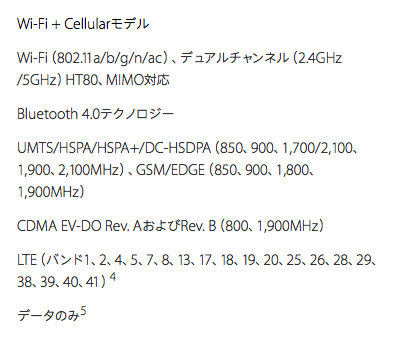 Wi-Fi + Cellularモデル
Wi-Fi（802.11a/b/g/n/ac）、デュアルチャンネル（2.4GHz
/5GHz）HT80、MIMO対応
Bluetooth 4.0テクノロジー
UMTS/HSPA/HSPA+/DC-HSDPA（850、900、1,700/2,100、
1,900、2,100MHz）、GSM/EDGE（850、900、1,800、
1,900MHz）
CDMA EV-DO Rev. AおよびRev. B（800、1,900MHz）
LTE（バンド1、2、4、5、7、8、13、17、18、19、20、25、26、28、29、
38、39、40、41）4
データのみ5